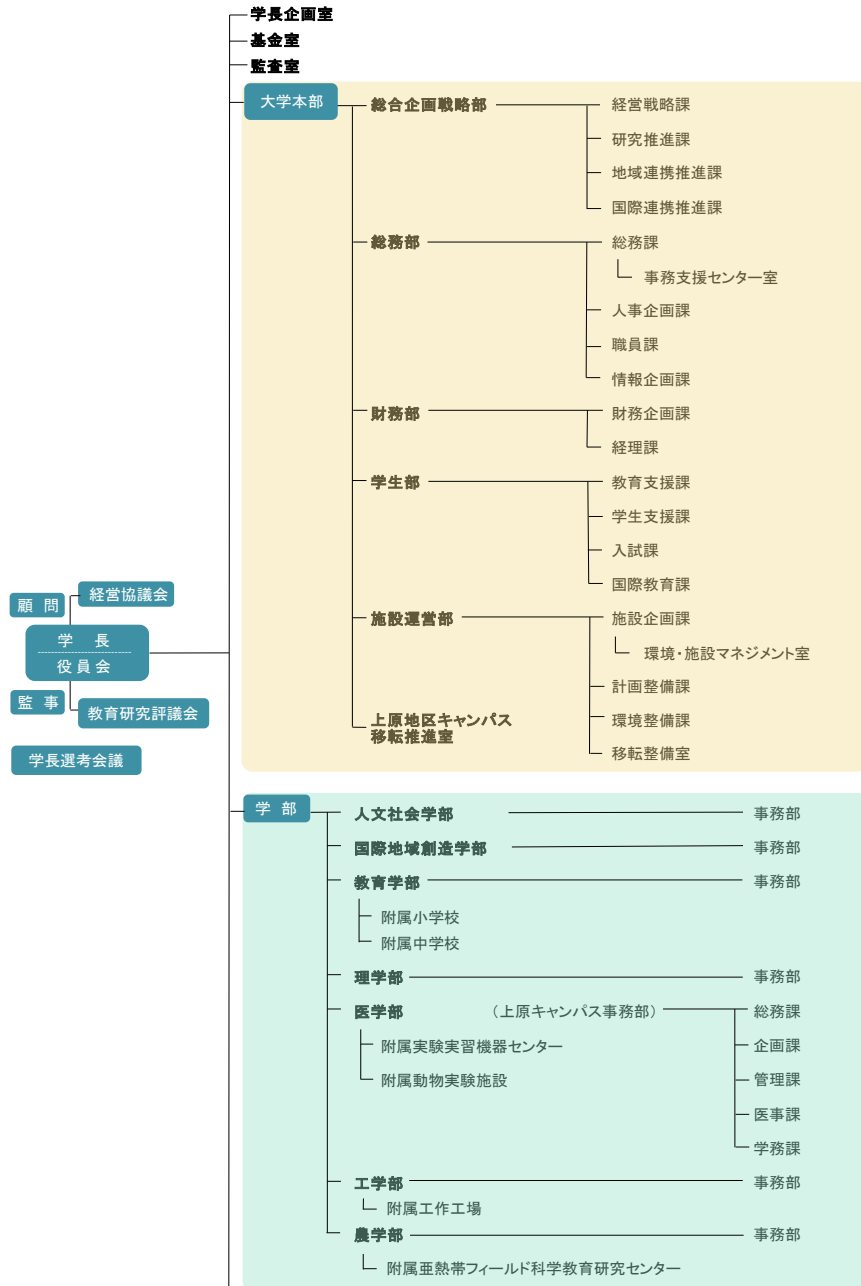 学長企画室
基金室
監査室
大学本部
総合企画戦略部
経営戦略課
研究推進課
地域連携推進課
国際連携推進課
総務部
総務課
事務支援センター室
人事企画課
職員課
情報企画課
財務部
財務企画課
経理課
学生部
教育支援課
学生支援課
入試課
国際教育課
経営協議会
顧 問
学 長
役員会
監 事
教育研究評議会
学長選考会議
施設運営部
施設企画課
環境・施設マネジメント室
計画整備課
環境整備課
移転整備室
上原地区キャンパス
移転推進室
学 部
人文社会学部
事務部
国際地域創造学部
事務部
教育学部
事務部
附属小学校
附属中学校
理学部
事務部
医学部
（上原キャンパス事務部）
総務課
附属実験実習機器センター
企画課
附属動物実験施設
管理課
医事課
学務課
工学部
事務部
附属工作工場
農学部
事務部
附属亜熱帯フィールド科学教育研究センター